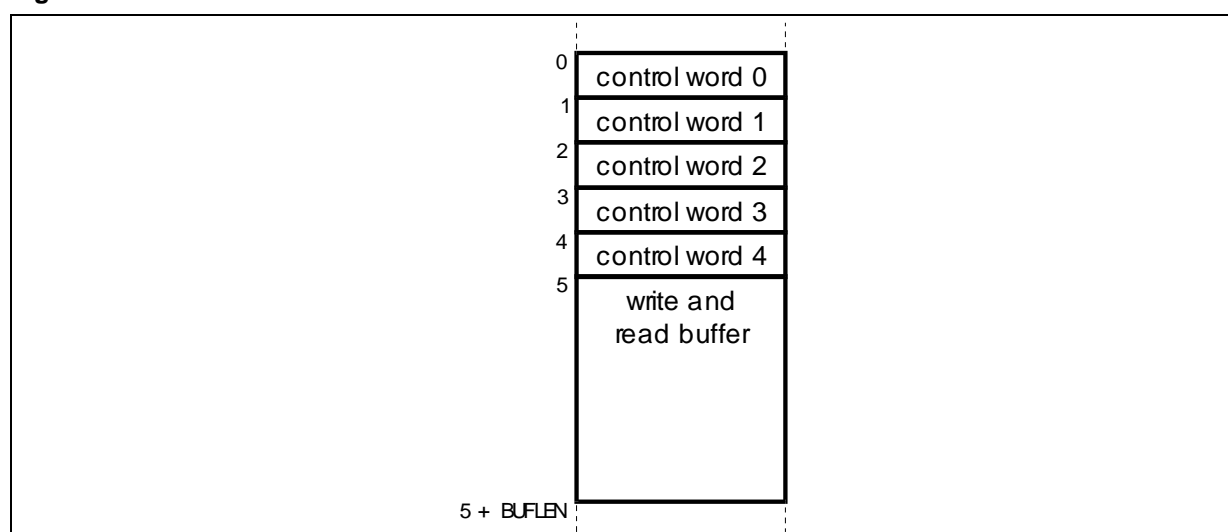 0
control word 0
1
control word 1
2
control word 2
3
control word 3
4
control word 4
5
write and
read buffer
5 + BUFLEN